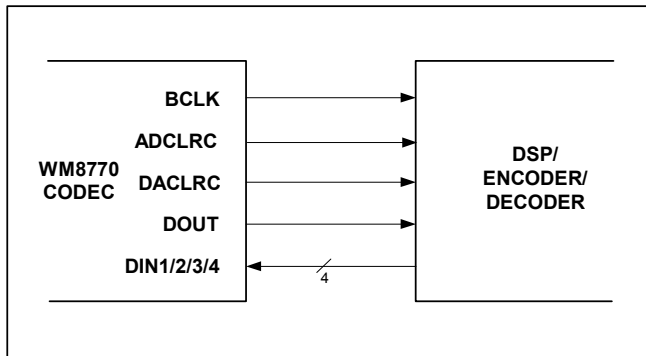 BCLK
ADCLRC
WM8770
CODEC
DACLRC
DOUT
DIN1/2/3/4
4
DSP/
ENCODER/
DECODER